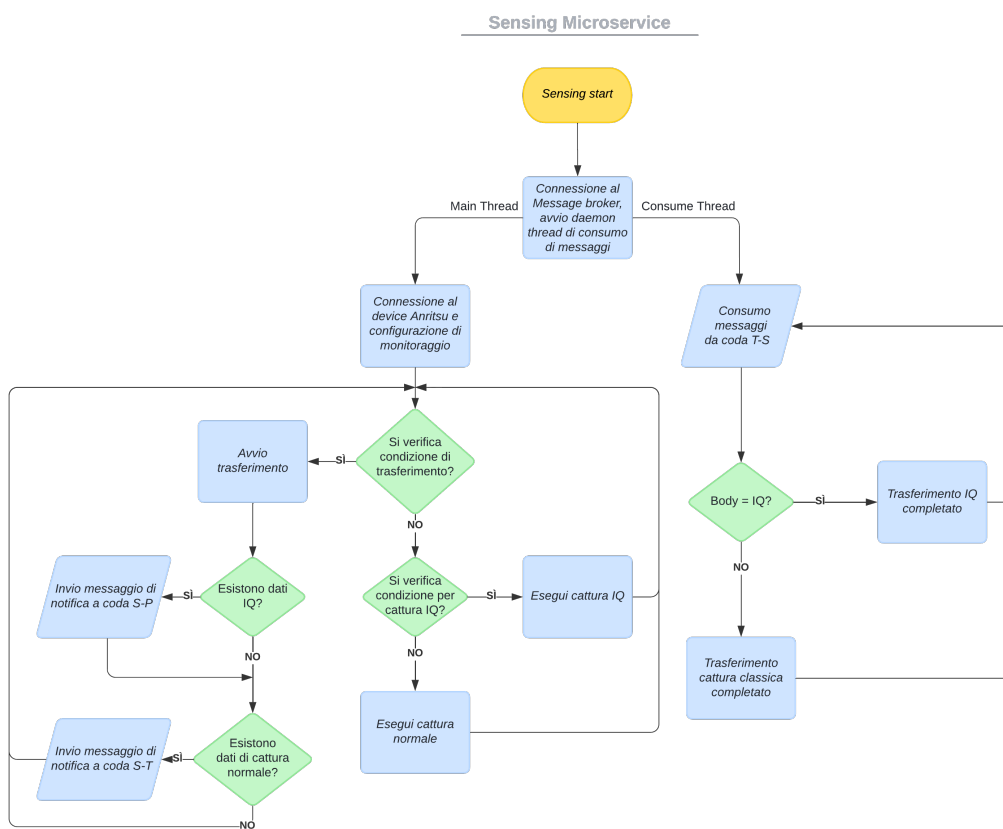 Sensing Microservice
Sensing start
Connessione al
Message broker,
avvio daemon
thread di consumo
di messaggi
Main Thread
Consume Thread
Connessione al
device Anritsu e
configurazione di
monitoraggio
Consumo
messaggi
da coda T-S
Si verifica
condizione di
trasferimento?
SÌ
NO
Avvio
trasferimento
Body = IQ?
SÌ
NO
Trasferimento IQ
completato
Esistono dati
IQ?
SÌ
NO
Invio messaggio di
notifica a coda S-P
Si verifica
condizione per
cattura IQ?
SÌ
NO
Esegui cattura IQ
Trasferimento
cattura classica
completato
Esegui cattura
normale
Esistono
dati di cattura
normale?
SÌ
NO
Invio messaggio di
notifica a coda S-T